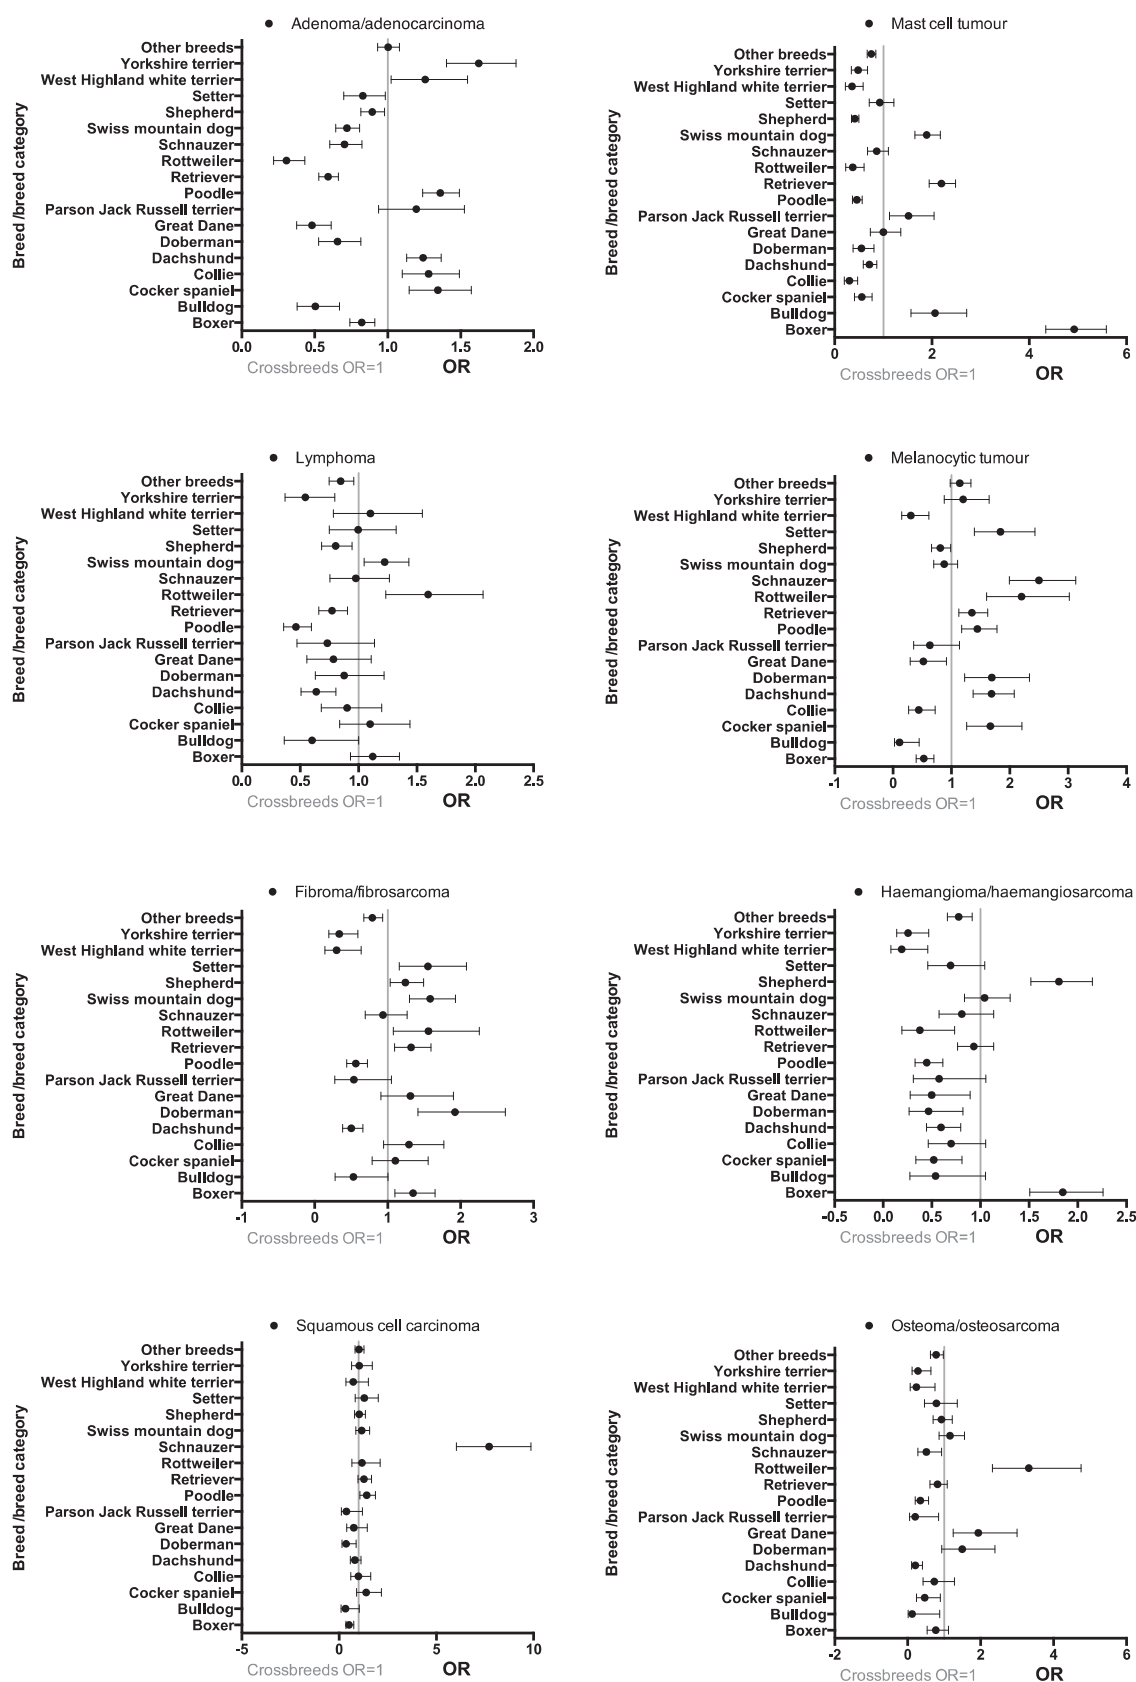 Adenoma/adenocarcinoma
Breed /breed category
Other breeds
Yorkshire terrier
West Highland white terrier
Setter
Shepherd
Swiss mountain dog
Schnauzer
Rottweiler
Retriever
Poodle
Parson Jack Russell terrier
Great Dane
Doberman
Dachshund
Collie
Cocker spaniel
Bulldog
Boxer
0.0 0.5 1.0 1.5 2.0
Crossbreeds OR=1 OR
Mast cell tumour
Breed /breed category
Other breeds
Yorkshire terrier
West Highland white terrier
Setter
Shepherd
Swiss mountain dog
Schnauzer
Rottweiler
Retriever
Poodle
Parson Jack Russell terrier
Great Dane
Doberman
Dachshund
Collie
Cocker spaniel
Bulldog
Boxer
0 2 4 6
Crossbreeds OR=1 OR
Lymphoma
Breed /breed category
Other breeds
Yorkshire terrier
West Highland white terrier
Setter
Shepherd
Swiss mountain dog
Schnauzer
Rottweiler
Retriever
Poodle
Parson Jack Russell terrier
Great Dane
Doberman
Dachshund
Collie
Cocker spaniel
Bulldog
Boxer
0.0 0.5 1.0 1.5 2.0 2.5
Crossbreeds OR=1 OR
Melanocytic tumour
Breed /breed category
Other breeds
Yorkshire terrier
West Highland white terrier
Setter
Shepherd
Swiss mountain dog
Schnauzer
Rottweiler
Retriever
Poodle
Parson Jack Russell terrier
Great Dane
Doberman
Dachshund
Collie
Cocker spaniel
Bulldog
Boxer
-1 0 1 2 3 4
Crossbreeds OR=1 OR
Fibroma/fibrosarcoma
Breed /breed category
Other breeds
Yorkshire terrier
West Highland white terrier
Setter
Shepherd
Swiss mountain dog
Schnauzer
Rottweiler
Retriever
Poodle
Parson Jack Russell terrier
Great Dane
Doberman
Dachshund
Collie
Cocker spaniel
Bulldog
Boxer
-1 0 1 2 3
Crossbreeds OR=1 OR
Haemangioma/haemangiosarcoma
Breed /breed category
Other breeds
Yorkshire terrier
West Highland white terrier
Setter
Shepherd
Swiss mountain dog
Schnauzer
Rottweiler
Retriever
Poodle
Parson Jack Russell terrier
Great Dane
Doberman
Dachshund
Collie
Cocker spaniel
Bulldog
Boxer
-0.5 0.0 0.5 1.0 1.5 2.0 2.5
Crossbreeds OR=1 OR
Squamous cell carcinoma
Breed /breed category
Other breeds
Yorkshire terrier
West Highland white terrier
Setter
Shepherd
Swiss mountain dog
Schnauzer
Rottweiler
Retriever
Poodle
Parson Jack Russell terrier
Great Dane
Doberman
Dachshund
Collie
Cocker spaniel
Bulldog
Boxer
-5 0 5 10
Crossbreeds OR=1 OR
Osteoma/osteosarcoma
Breed /breed category
Other breeds
Yorkshire terrier
West Highland white terrier
Setter
Shepherd
Swiss mountain dog
Schnauzer
Rottweiler
Retriever
Poodle
Parson Jack Russell terrier
Great Dane
Doberman
Dachshund
Collie
Cocker spaniel
Bulldog
Boxer
-2 0 2 4 6
Crossbreeds OR=1 OR